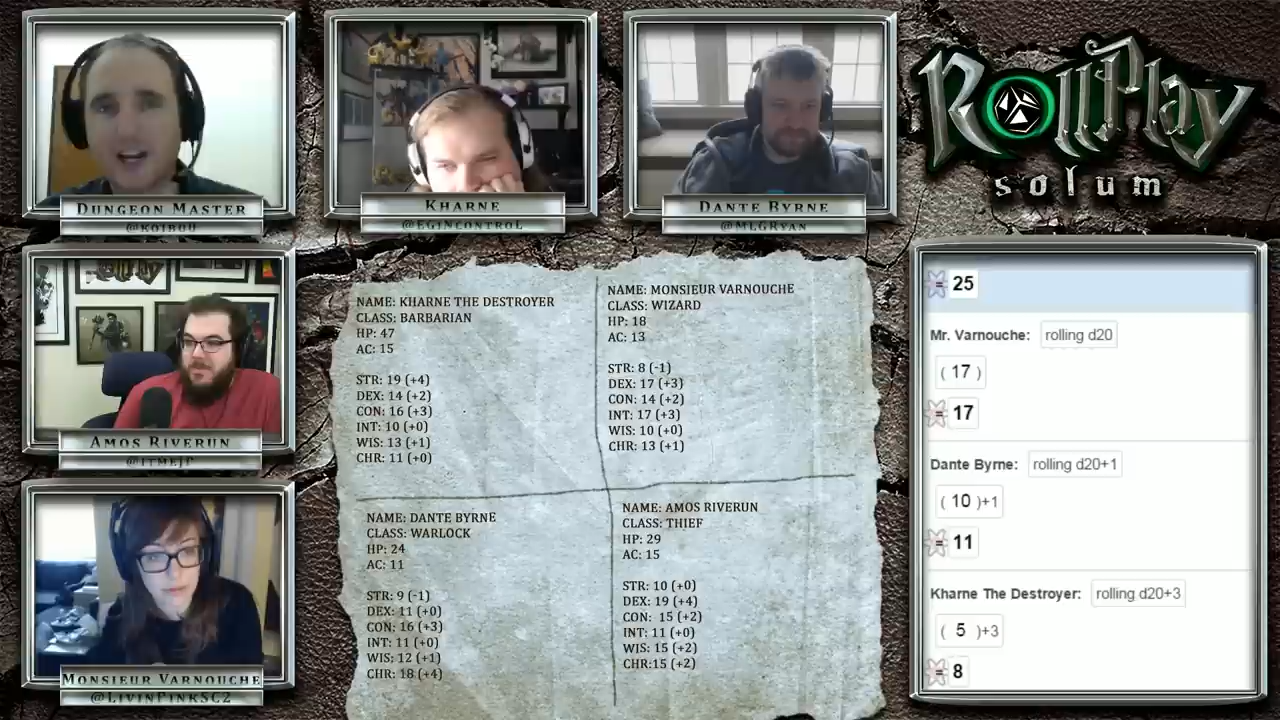 DUNGEON MASTER
@KOIBOU
KHARNE
@EGINCONTROL
DANTE BYRNE
@MLGRYAN
ROLLPLAY
solum
AMOS RIVERUN
@ITMEJP
MONSIEUR VARNOUCHE
@LIVINPINKSC2
NAME: KHARNE THE DESTROYER
CLASS: BARBARIAN
HP: 47
AC: 15
STR: 19 (+4)
DEX: 14 (+2)
CON: 16 (+3)
INT: 10 (+0)
WIS: 13 (+1)
CHR: 11 (+0)
NAME: MONSIEUR VARNOUCHE
CLASS: WIZARD
HP: 18
AC: 13
STR: 8 (-1)
DEX: 17 (+3)
CON: 14 (+2)
INT: 17 (+3)
WIS: 10 (+0)
CHR: 13 (+1)
NAME: DANTE BYRNE
CLASS: WARLOCK
HP: 24
AC: 11
STR: 9 (-1)
DEX: 11 (+0)
CON: 16 (+3)
INT: 11 (+0)
WIS: 12 (+1)
CHR: 18 (+4)
NAME: AMOS RIVERUN
CLASS: THIEF
HP: 29
AC: 15
STR: 10 (+0)
DEX: 19 (+4)
CON: 15 (+2)
INT: 11 (+0)
WIS: 15 (+2)
CHR:15 (+2)
= 25
Mr. Varnouche: rolling d20
( 17 )
= 17
Dante Byrne: rolling d20+1
( 10 )+1
= 11
Kharne The Destroyer: rolling d20+3
( 5 )+3
= 8